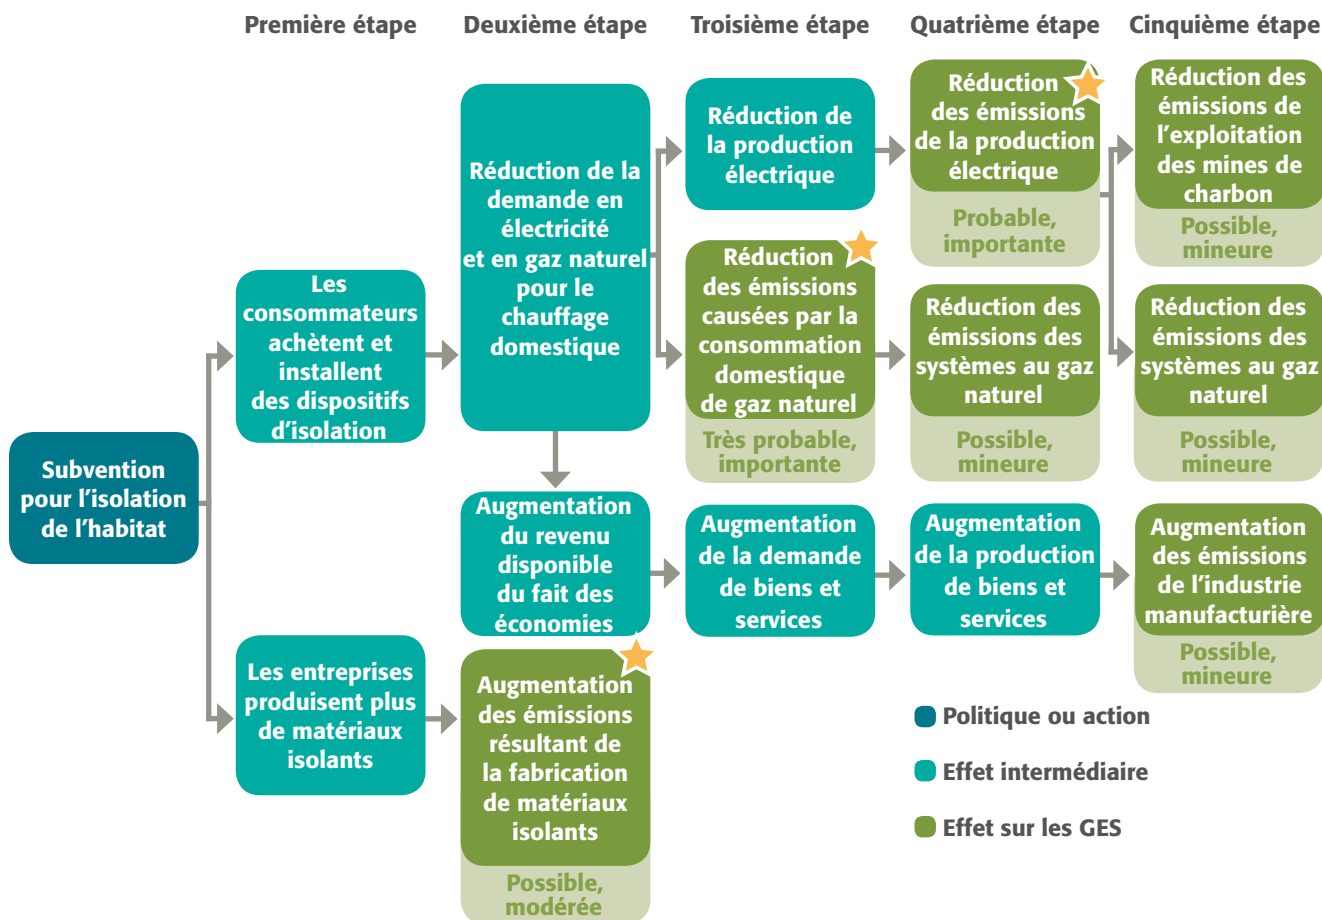 Première étape
Deuxième étape
Troisième étape
Quatrième étape
Cinquième étape
Subvention
pour l'isolation
de l'habitat
Les
consommateurs
achètent et
installent
des dispositifs
d'isolation
Les entreprises
produisent plus
de matériaux
isolants
Réduction de la
demande en
électricité
et en gaz naturel
pour le
chauffage
domestique
Augmentation
du revenu
disponible
du fait des
économies
Augmentation
des émissions
résultant de
la fabrication
de matériaux
isolants
Possible,
modérée
Réduction de
la production
électrique
Réduction
des émissions
causées par la
consommation
domestique
de gaz naturel
Très probable,
importante
Augmentation
de la demande
de biens et
services
Réduction
des émissions
de la production
électrique
Probable,
importante
Réduction des
émissions des
systèmes au gaz
naturel
Possible,
mineure
Augmentation
de la production
de biens et
services
Réduction des
émissions de
l'exploitation
des mines de
charbon
Possible,
mineure
Réduction des
émissions des
systèmes au gaz
naturel
Possible,
mineure
Augmentation
des émissions
de l'industrie
manufacturière
Possible,
mineure
Politique ou action
Effet intermédiaire
Effet sur les GES